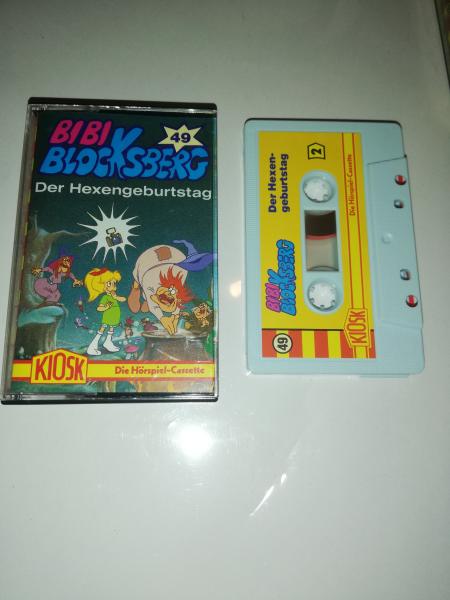 BIBI
BLOCKSBERG
49
Der Hexengeburtstag
KIOSK
Die Hörspiel-Cassette
49
BIBI
BLOCKSBERG
Der Hexen-
geburtstag
2
KIOSK
Die Hörspiel-Cassette